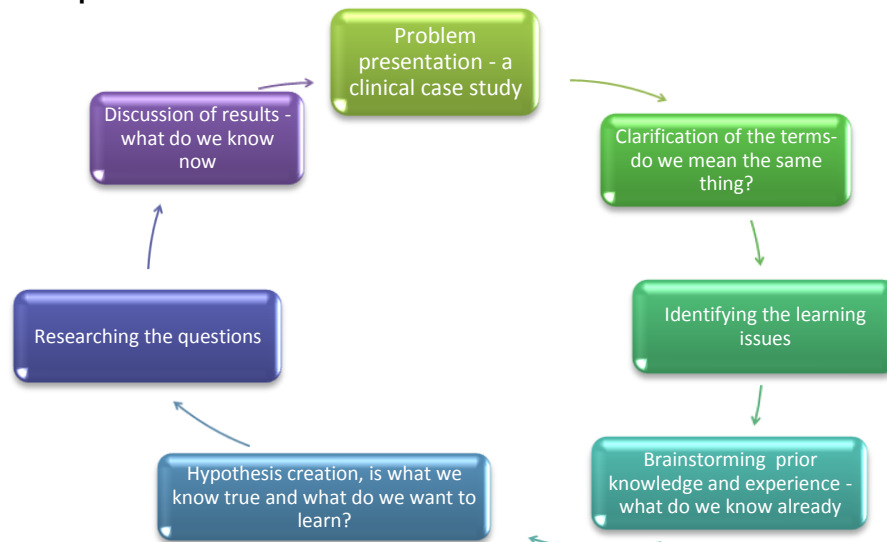 Problem
presentation - a
clinical case study
Clarification of the terms-
do we mean the same
thing?
Identifying the learning
issues
Brainstorming prior
knowledge and experience -
what do we know already
Hypothesis creation, is what we
know true and what do we want to
learn?
Researching the questions
Discussion of results -
what do we know
now